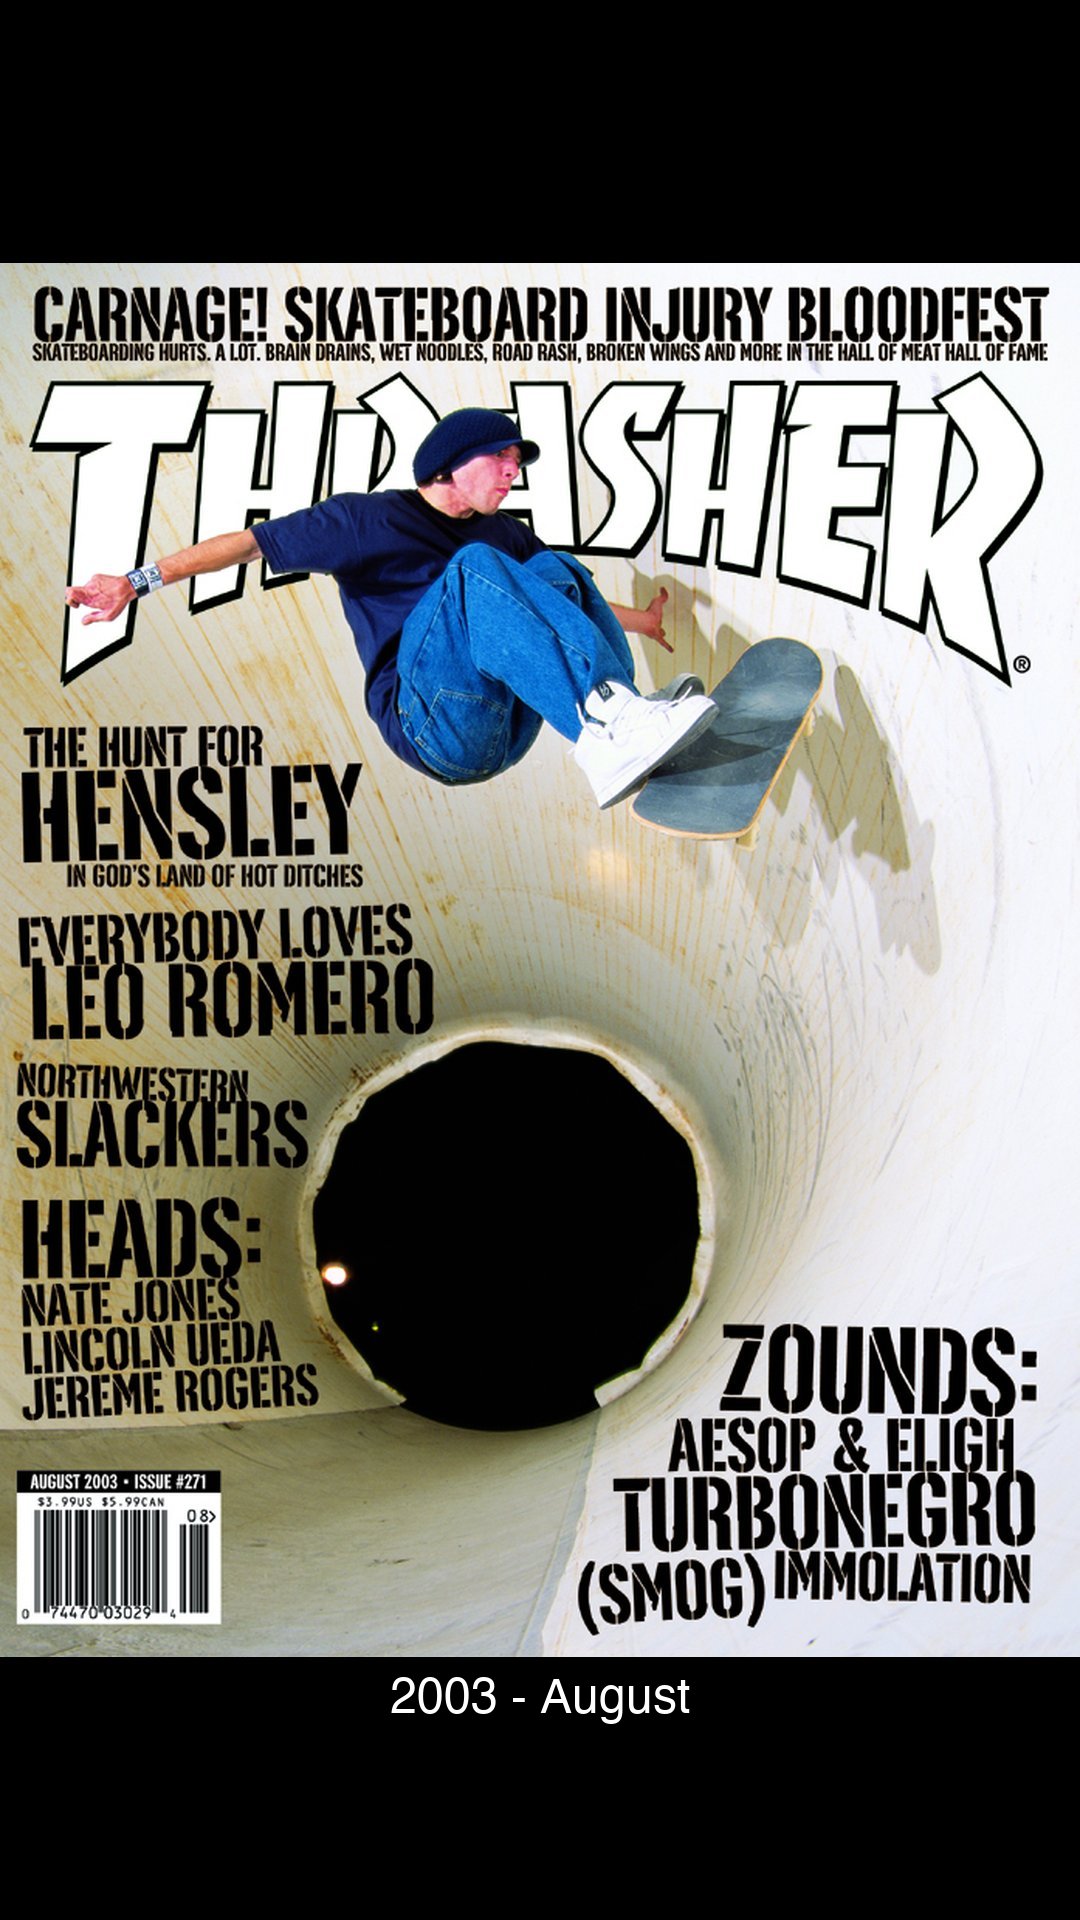 CARNAGE! SKATEBOARD INJURY BLOODFEST
SKATEBOARDING HURTS. A LOT. BRAIN DRAINS, WET NOODLES, ROAD RASH, BROKEN WINGS AND MORE IN THE HALL OF MEAT HALL OF FAME
THRASHER®
THE HUNT FOR
HENSLEY
IN GOD'S LAND OF HOT DITCHES
EVERYBODY LOVES
LEO ROMERO
NORTHWESTERN
SLACKERS
HEADS:
NATE JONES
LINCOLN UEDA
JEREME ROGERS
ZOUNDS:
AESOP & ELIGH
TURBONEGRO
(SMOG) IMMOLATION
AUGUST 2003 • ISSUE #271
$3.99US $5.99CAN
08>
0 74470 03029 4
2003 - August